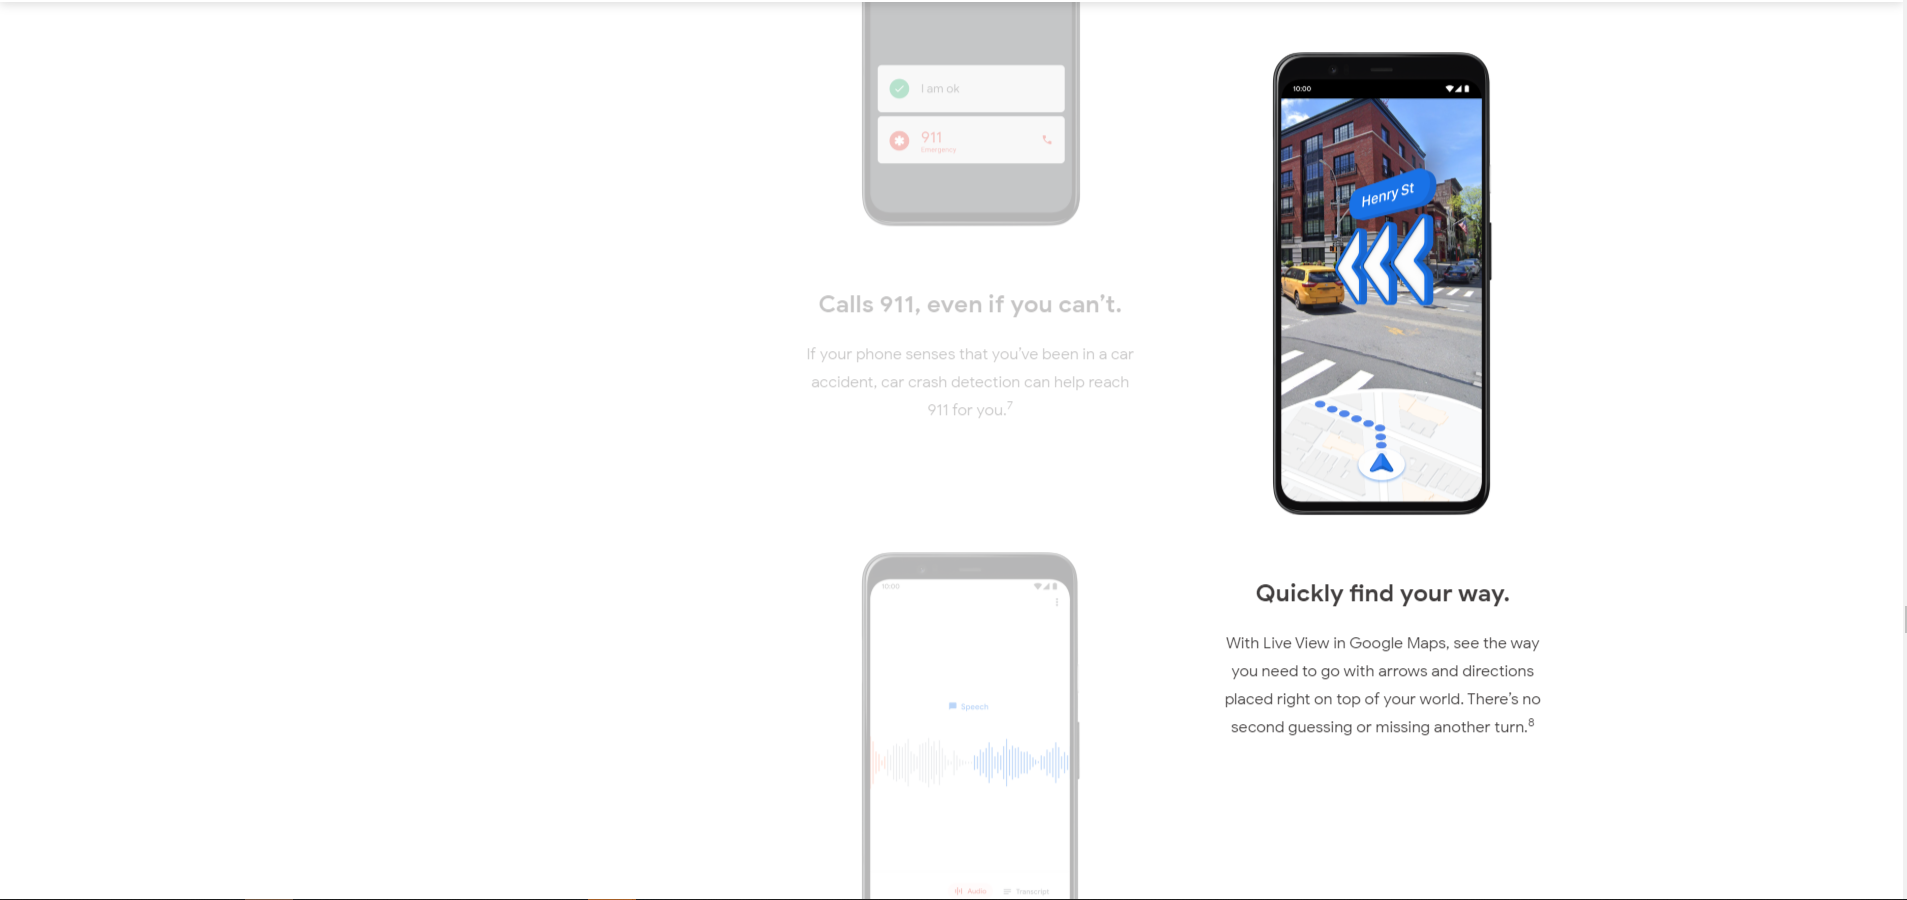 I am ok
911
Emergency
Calls 911, even if you can’t.
If your phone senses that you’ve been in a car
accident, car crash detection can help reach
911 for you.7
10:00
Henry St
Quickly find your way.
With Live View in Google Maps, see the way
you need to go with arrows and directions
placed right on top of your world. There’s no
second guessing or missing another turn.8
10:00
Speech
Audio Transcript